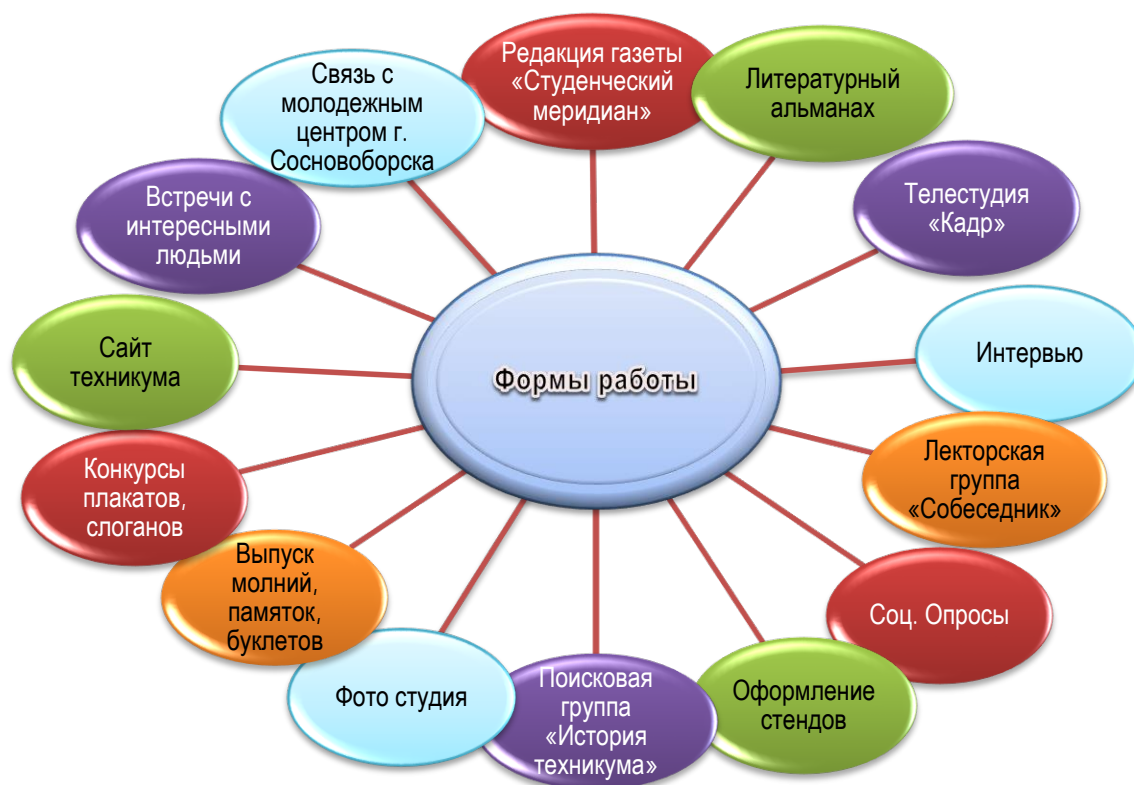 Редакция газеты
«Студенческий
меридиан»
Литературный
альманах
Телестудия
«Кадр»
Интервью
Лекторская
группа
«Собеседник»
Соц. Опросы
Оформление
стендов
Поисковая
группа
«История
техникума»
Фото студия
Выпуск
молний,
памяток,
буклетов
Конкурсы
плакатов,
слоганов
Сайт
техникума
Встречи с
интересными
людьми
Связь с
молодежным
центром г.
Сосновоборска
Формы работы